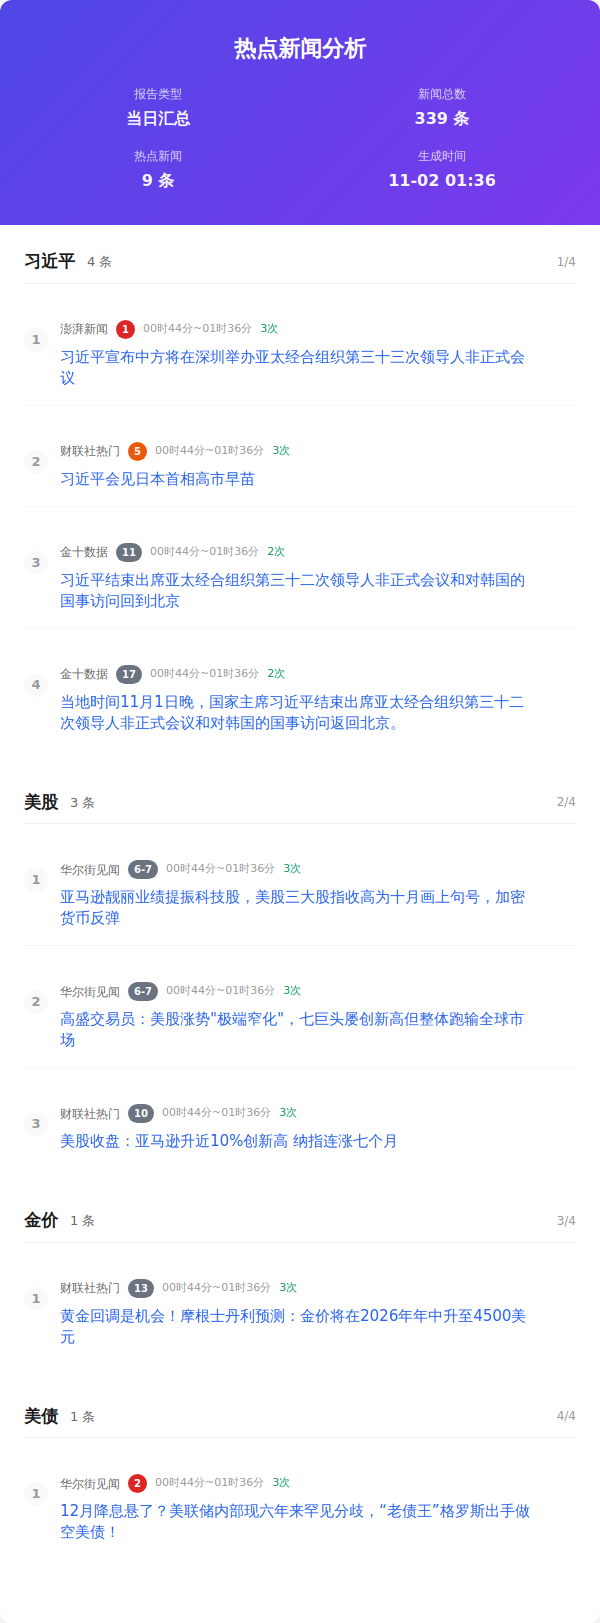 热点新闻分析
报告类型
当日汇总
新闻总数
339 条
热点新闻
9 条
生成时间
11-02 01:36
习近平 4 条 1/4
1
澎湃新闻 1 00时44分~01时36分 3次
习近平宣布中方将在深圳举办亚太经合组织第三十三次领导人非正式会
议
2
财联社热门 5 00时44分~01时36分 3次
习近平会见日本首相高市早苗
3
金十数据 11 00时44分~01时36分 2次
习近平结束出席亚太经合组织第三十二次领导人非正式会议和对韩国的
国事访问回到北京
4
金十数据 17 00时44分~01时36分 2次
当地时间11月1日晚，国家主席习近平结束出席亚太经合组织第三十二
次领导人非正式会议和对韩国的国事访问返回北京。
美股 3 条 2/4
1
华尔街见闻 6-7 00时44分~01时36分 3次
亚马逊靓丽业绩提振科技股，美股三大股指收高为十月画上句号，加密
货币反弹
2
华尔街见闻 6-7 00时44分~01时36分 3次
高盛交易员：美股涨势"极端窄化"，七巨头屡创新高但整体跑输全球市
场
3
财联社热门 10 00时44分~01时36分 3次
美股收盘：亚马逊升近10%创新高 纳指连涨七个月
金价 1 条 3/4
1
财联社热门 13 00时44分~01时36分 3次
黄金回调是机会！摩根士丹利预测：金价将在2026年年中升至4500美
元
美债 1 条 4/4
1
华尔街见闻 2 00时44分~01时36分 3次
12月降息悬了？美联储内部现六年来罕见分歧，“老债王”格罗斯出手做
空美债！